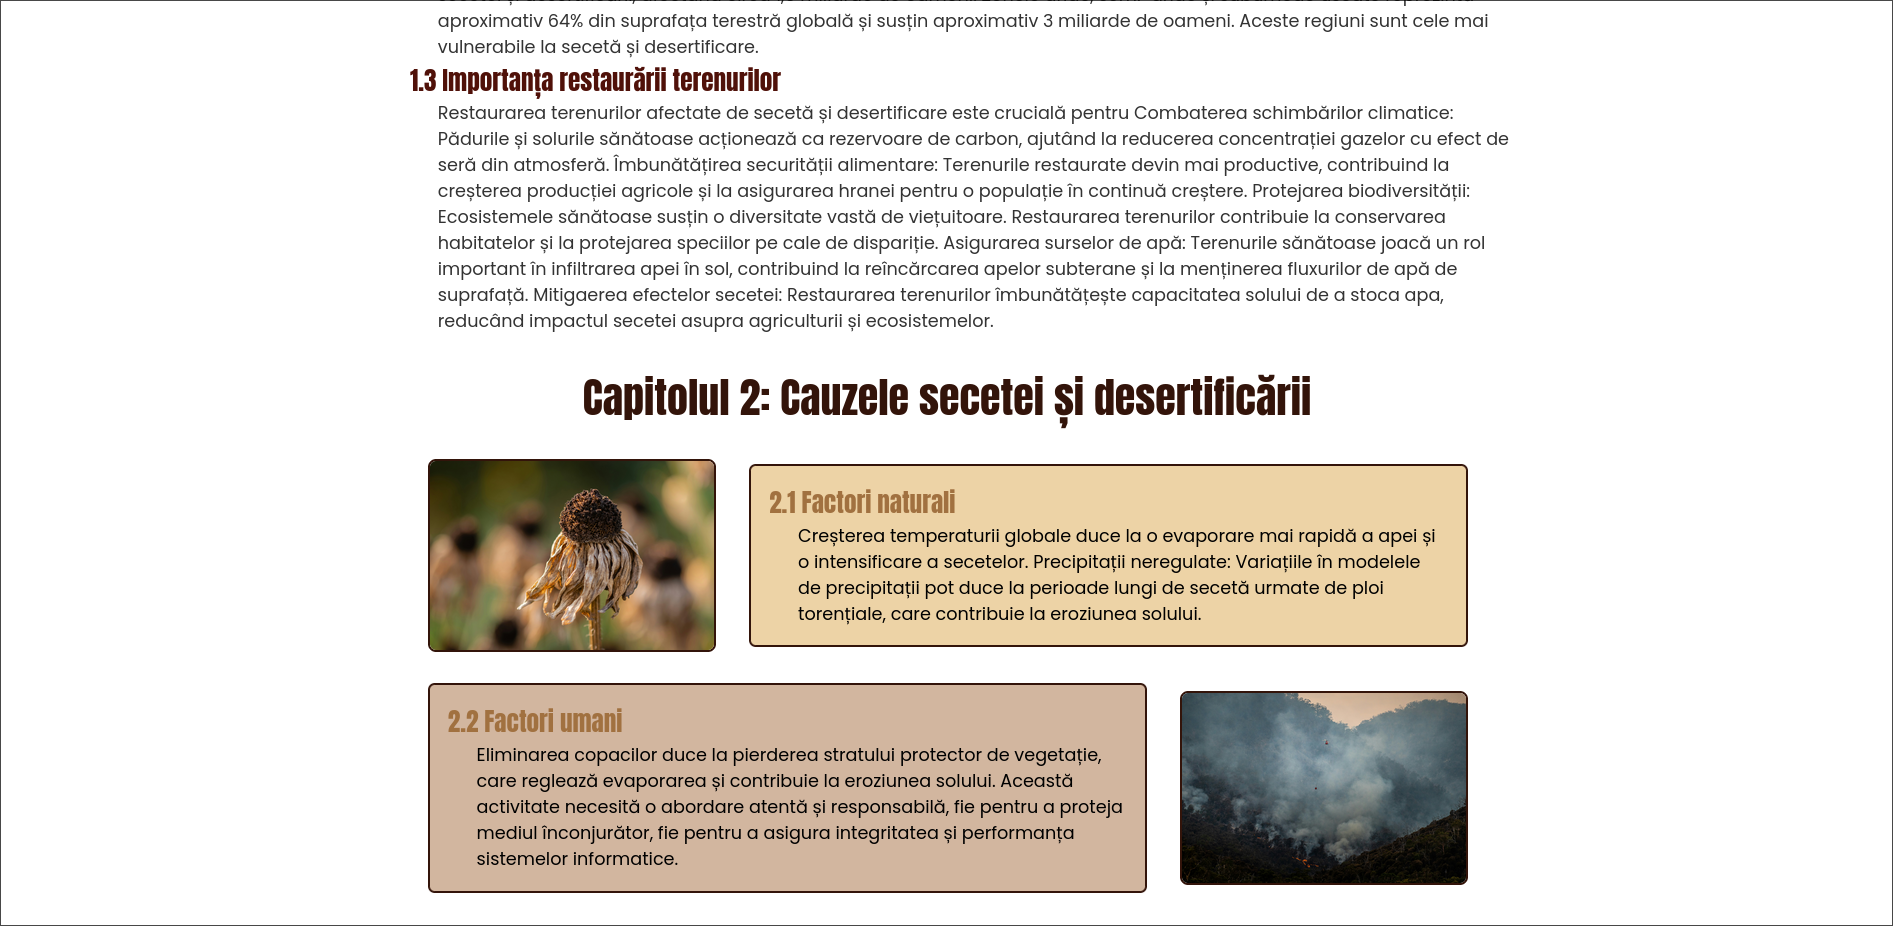 aproximativ 64% din suprafața terestră globală și susțin aproximativ 3 miliarde de oameni. Aceste regiuni sunt cele mai
vulnerabile la secetă și desertificare.
1.3 Importanța restaurării terenurilor
Restaurarea terenurilor afectate de secetă și desertificare este crucială pentru Combaterea schimbărilor climatice:
Pădurile și solurile sănătoase acționează ca rezervoare de carbon, ajutând la reducerea concentrației gazelor cu efect de
seră din atmosferă. Îmbunătățirea securității alimentare: Terenurile restaurate devin mai productive, contribuind la
creșterea producției agricole și la asigurarea hranei pentru o populație în continuă creștere. Protejarea biodiversității:
Ecosistemele sănătoase susțin o diversitate vastă de viețuitoare. Restaurarea terenurilor contribuie la conservarea
habitatelor și la protejarea speciilor pe cale de dispariție. Asigurarea surselor de apă: Terenurile sănătoase joacă un rol
important în infiltrarea apei în sol, contribuind la reîncărcarea apelor subterane și la menținerea fluxurilor de apă de
suprafață. Mitigaerea efectelor secetei: Restaurarea terenurilor îmbunătățește capacitatea solului de a stoca apa,
reducând impactul secetei asupra agriculturii și ecosistemelor.
Capitolul 2: Cauzele secetei și desertificării
2.1 Factori naturali
Creșterea temperaturii globale duce la o evaporare mai rapidă a apei și
o intensificare a secetelor. Precipitații neregulate: Variațiile în modelele
de precipitații pot duce la perioade lungi de secetă urmate de ploi
torențiale, care contribuie la eroziunea solului.
2.2 Factori umani
Eliminarea copacilor duce la pierderea stratului protector de vegetație,
care reglează evaporarea și contribuie la eroziunea solului. Această
activitate necesită o abordare atentă și responsabilă, fie pentru a proteja
mediul înconjurător, fie pentru a asigura integritatea și performanța
sistemelor informatice.